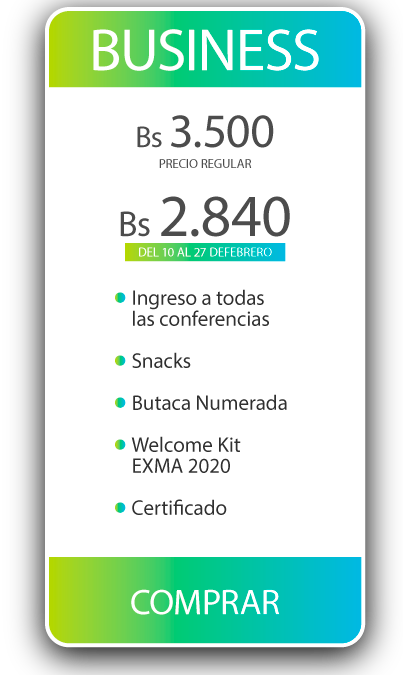 BUSINESS
Bs 3.500
PRECIO REGULAR
Bs 2.840
DEL 10 AL 27 DEFEBRERO
Ingreso a todas
las conferencias
Snacks
Butaca Numerada
Welcome Kit
EXMA 2020
Certificado
COMPRAR